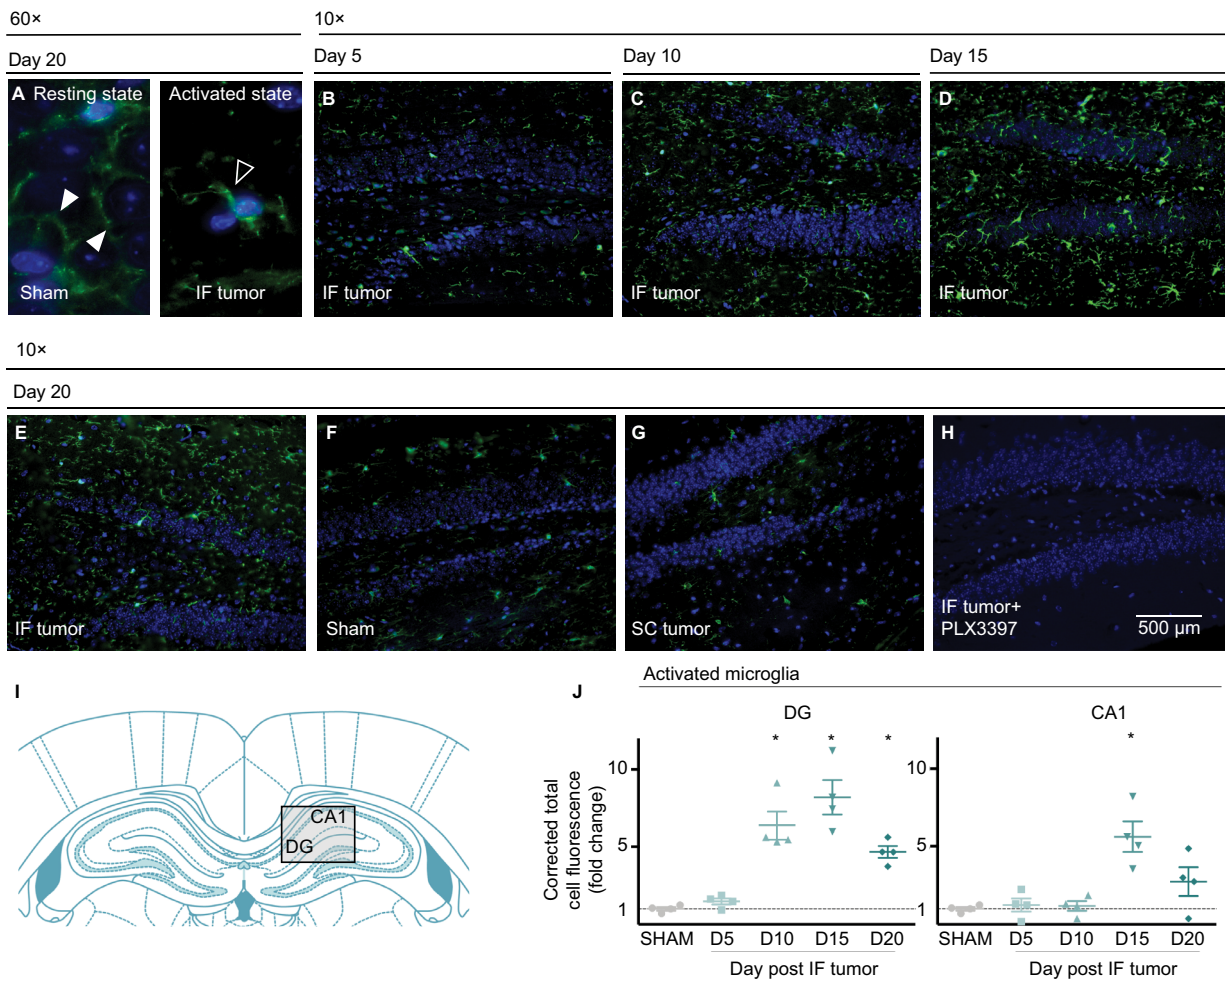 60×
10×
Day 20
Day 5
Day 10
Day 15
A Resting state
Activated state
B
C
D
Sham
IF tumor
IF tumor
IF tumor
IF tumor
10×
Day 20
E
F
G
H
IF tumor
Sham
SC tumor
IF tumor+
PLX3397
500 µm
I
J
Activated microglia
DG
CA1
CA1
DG
Corrected total
cell fluorescence
(fold change)
* * *
10
5
1
SHAM D5 D10 D15 D20
Day post IF tumor
*
10
5
1
SHAM D5 D10 D15 D20
Day post IF tumor